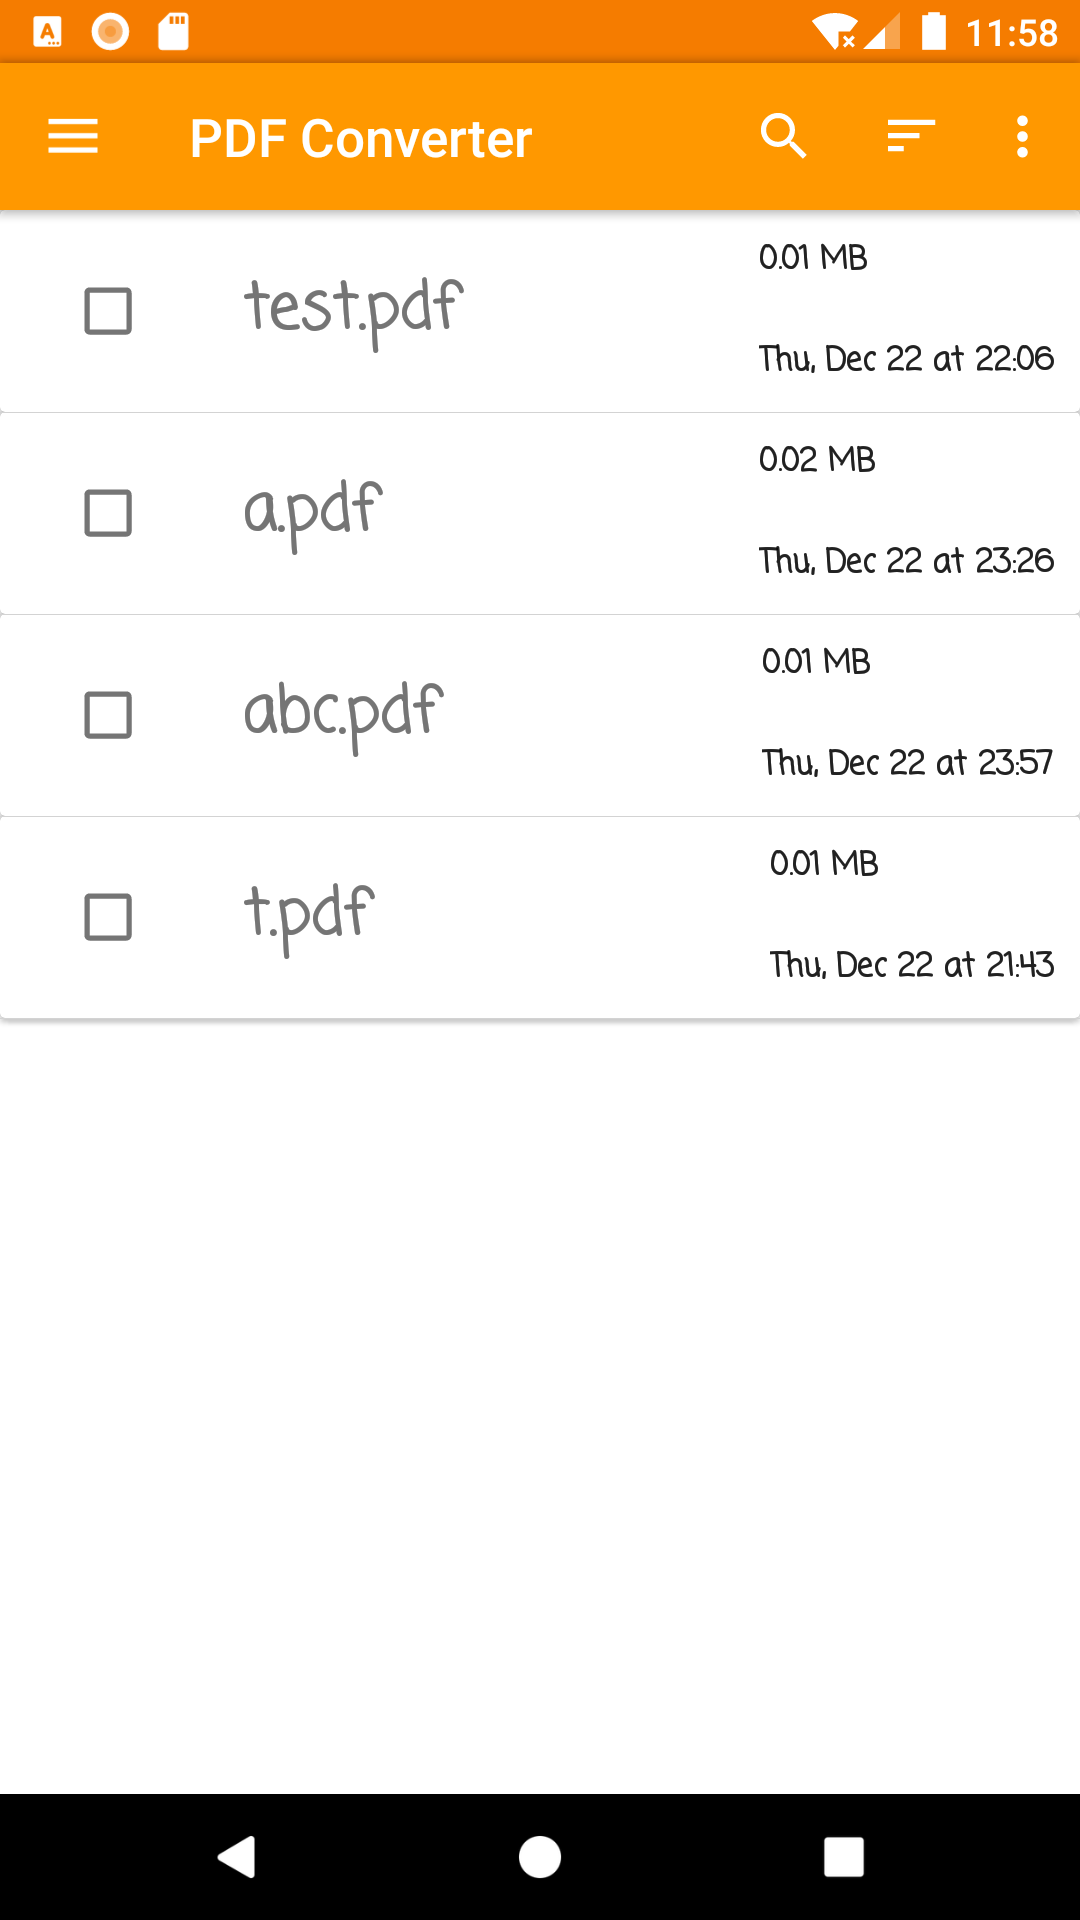 11:58
PDF Converter
test.pdf
0.01 MB
Thu, Dec 22 at 22:06
a.pdf
0.02 MB
Thu, Dec 22 at 23:26
abc.pdf
0.01 MB
Thu, Dec 22 at 23:57
t.pdf
0.01 MB
Thu, Dec 22 at 21:43